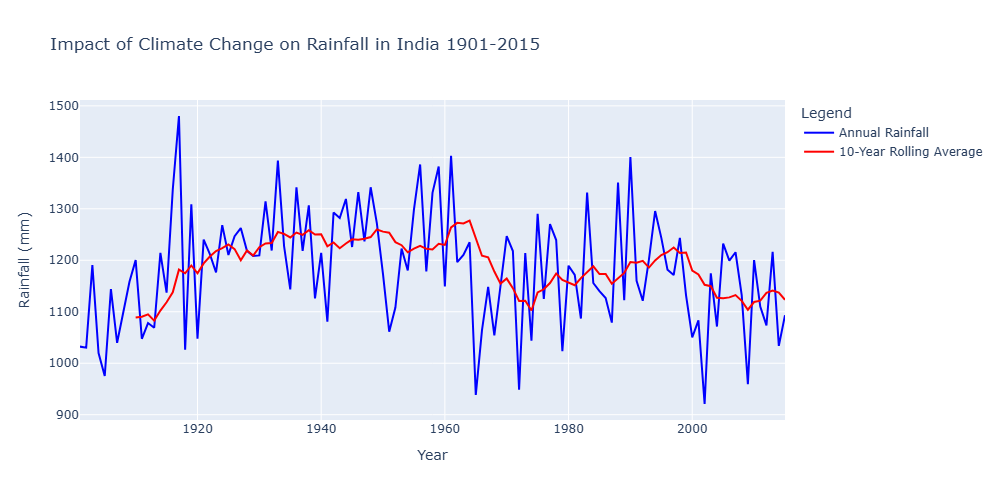 Impact of Climate Change on Rainfall in India 1901-2015
Legend
Annual Rainfall
10-Year Rolling Average
Rainfall (mm)
1500
1400
1300
1200
1100
1000
900
1920
1940
1960
1980
2000
Year